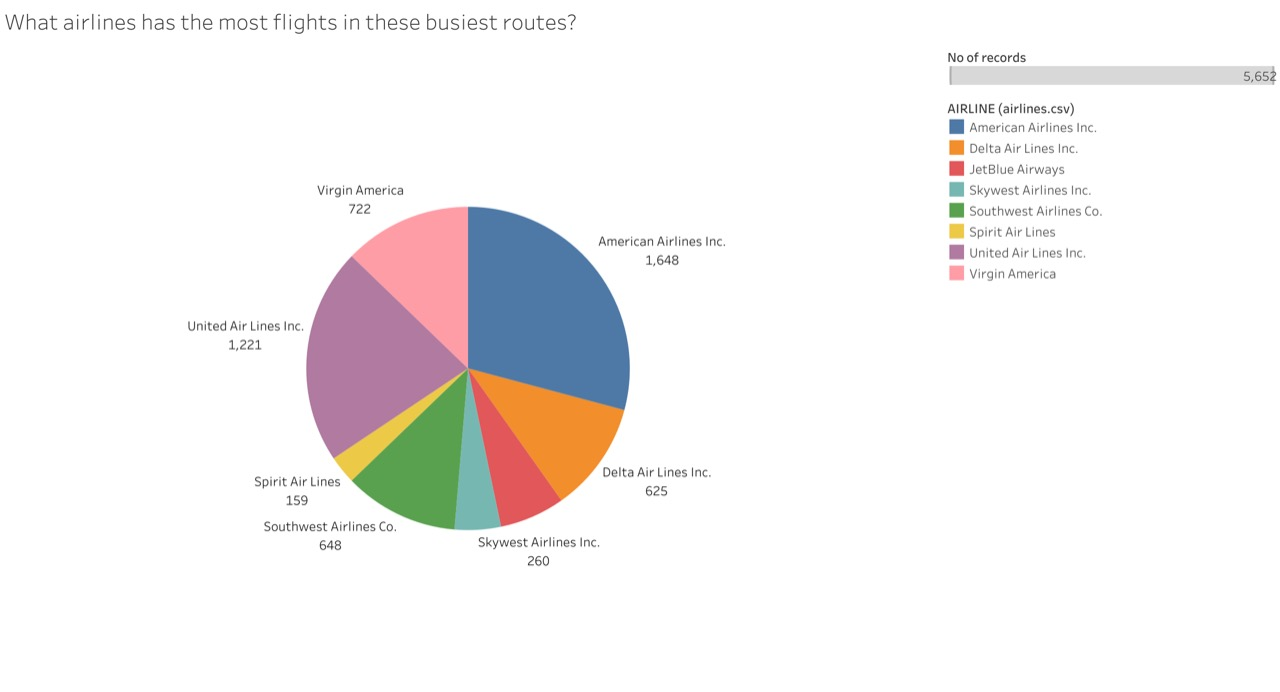 What airlines has the most flights in these busiest routes?
No of records
5,652
AIRLINE (airlines.csv)
American Airlines Inc.
Delta Air Lines Inc.
JetBlue Airways
Skywest Airlines Inc.
Southwest Airlines Co.
Spirit Air Lines
United Air Lines Inc.
Virgin America
Virgin America
722
American Airlines Inc.
1,648
United Air Lines Inc.
1,221
Delta Air Lines Inc.
625
Spirit Air Lines
159
Southwest Airlines Co.
648
Skywest Airlines Inc.
260